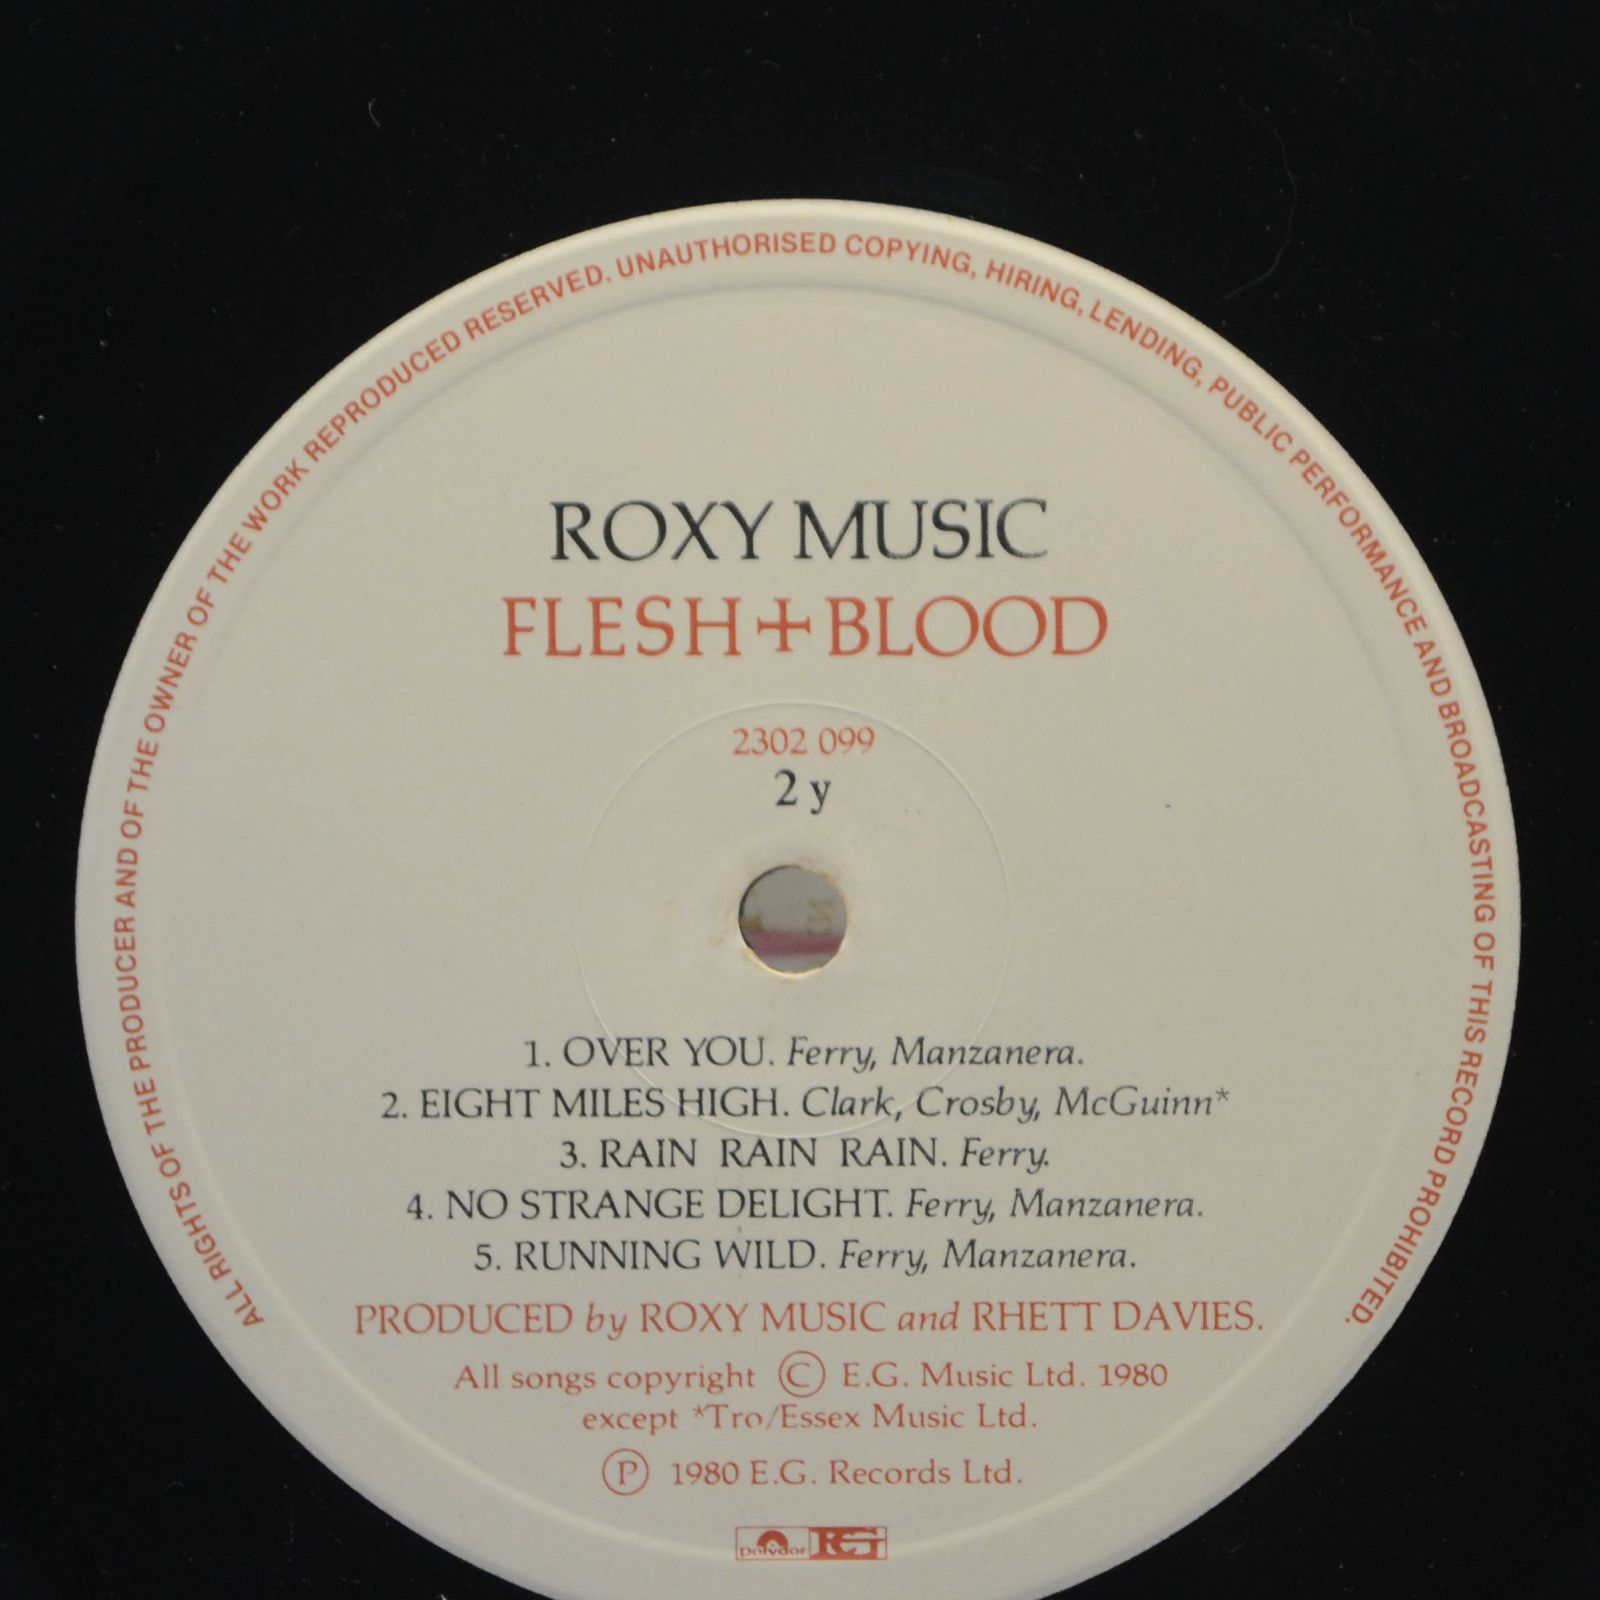 ALL RIGHTS OF THE PRODUCER AND OF THE OWNER OF THE WORK REPRODUCED RESERVED. UNAUTHORISED COPYING, HIRING, LENDING, PUBLIC PERFORMANCE AND BROADCASTING OF THIS RECORD PROHIBITED.
ROXY MUSIC
FLESH+BLOOD
2302 099
2 y
1. OVER YOU. Ferry, Manzanera.
2. EIGHT MILES HIGH. Clark, Crosby, McGuinn*
3. RAIN RAIN RAIN. Ferry.
4. NO STRANGE DELIGHT. Ferry, Manzanera.
5. RUNNING WILD. Ferry, Manzanera.
PRODUCED by ROXY MUSIC and RHETT DAVIES.
All songs copyright © E.G. Music Ltd. 1980
except *Tro/Essex Music Ltd.
℗ 1980 E.G. Records Ltd.
polydor EG